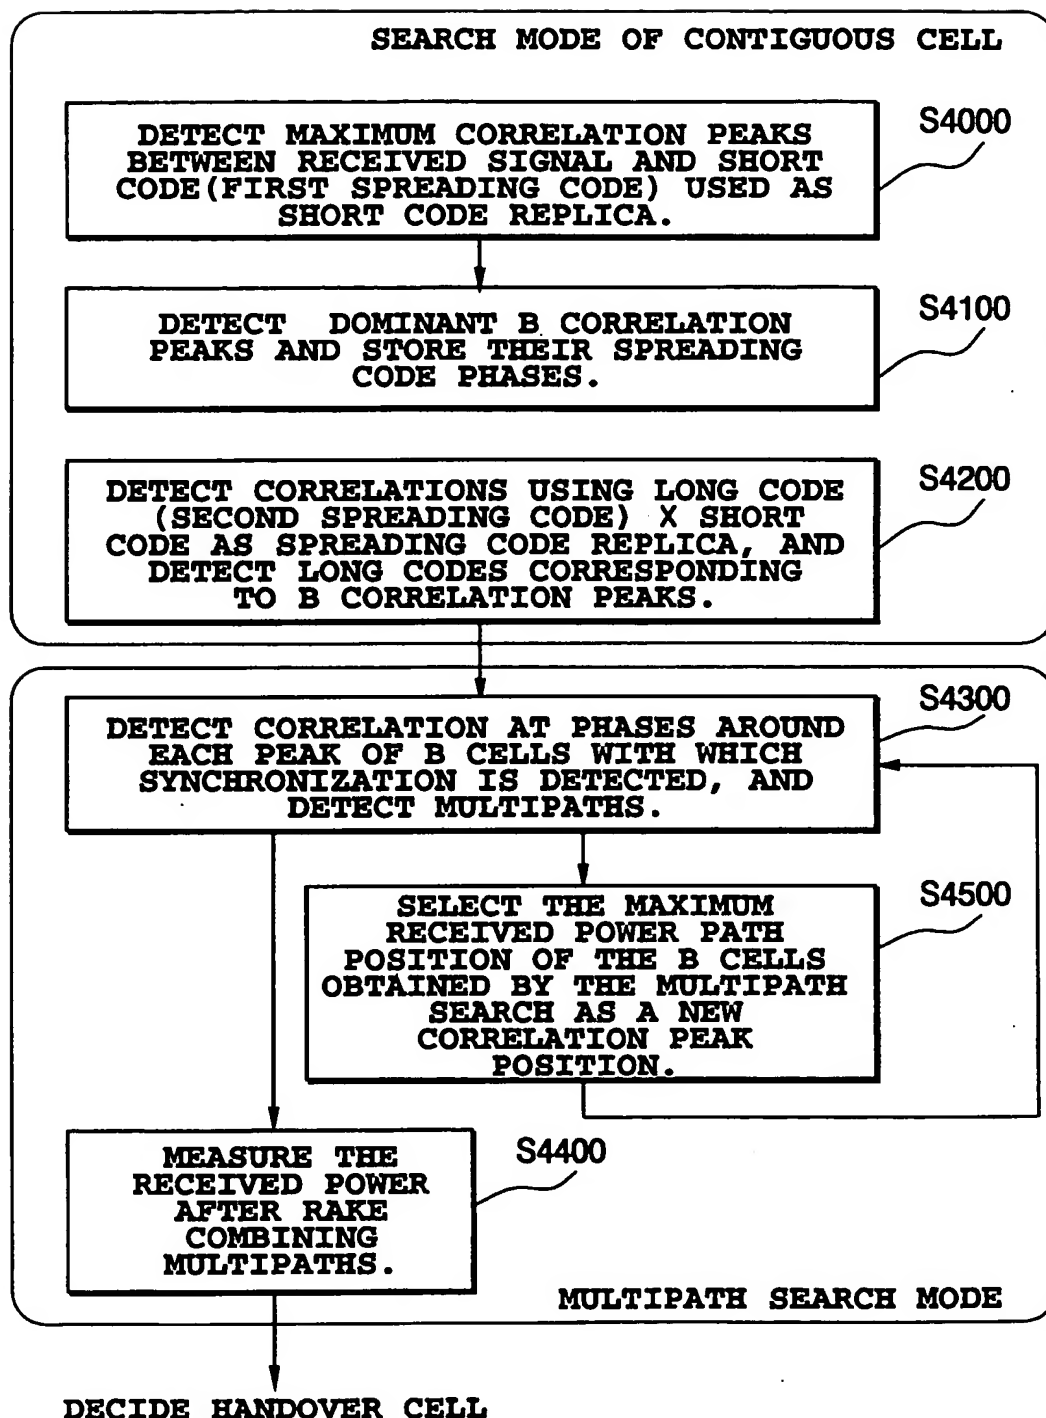 SEARCH MODE OF CONTIGUOUS CELL
S4000
DETECT MAXIMUM CORRELATION PEAKS
BETWEEN RECEIVED SIGNAL AND SHORT
CODE(FIRST SPREADING CODE) USED AS
SHORT CODE REPLICA.
S4100
DETECT DOMINANT B CORRELATION
PEAKS AND STORE THEIR SPREADING
CODE PHASES.
S4200
DETECT CORRELATIONS USING LONG CODE
(SECOND SPREADING CODE) X SHORT
CODE AS SPREADING CODE REPLICA, AND
DETECT LONG CODES CORRESPONDING
TO B CORRELATION PEAKS.
S4300
DETECT CORRELATION AT PHASES AROUND
EACH PEAK OF B CELLS WITH WHICH
SYNCHRONIZATION IS DETECTED, AND
DETECT MULTIPATHS.
S4500
SELECT THE MAXIMUM
RECEIVED POWER PATH
POSITION OF THE B CELLS
OBTAINED BY THE MULTIPATH
SEARCH AS A NEW
CORRELATION PEAK
POSITION.
S4400
MEASURE THE
RECEIVED POWER
AFTER RAKE
COMBINING
MULTIPATHS.
MULTIPATH SEARCH MODE
DECIDE HANDOVER CELL